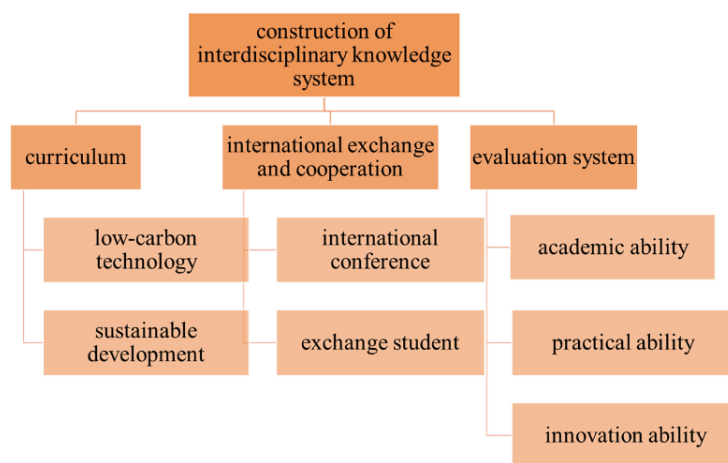 construction of
interdisciplinary knowledge
system
curriculum
international exchange
and cooperation
evaluation system
low-carbon
technology
international
conference
academic ability
sustainable
development
exchange student
practical ability
innovation ability